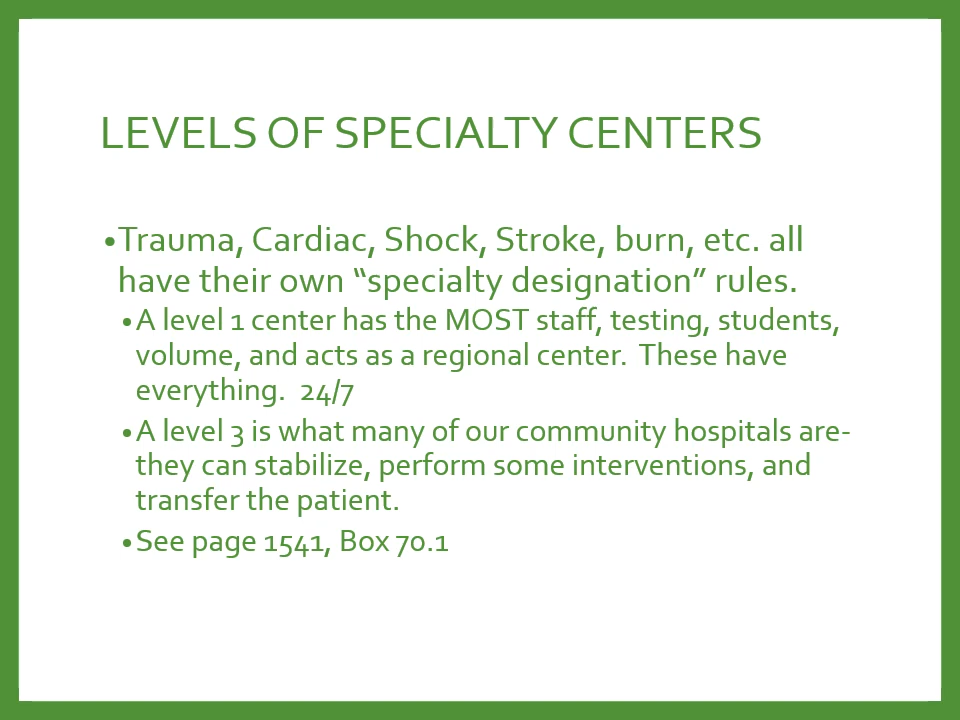 LEVELS OF SPECIALTY CENTERS
•Trauma, Cardiac, Shock, Stroke, burn, etc. all
have their own “specialty designation” rules.
•A level 1 center has the MOST staff, testing, students,
volume, and acts as a regional center.  These have
everything.  24/7
•A level 3 is what many of our community hospitals are-
they can stabilize, perform some interventions, and
transfer the patient.
•See page 1541, Box 70.1